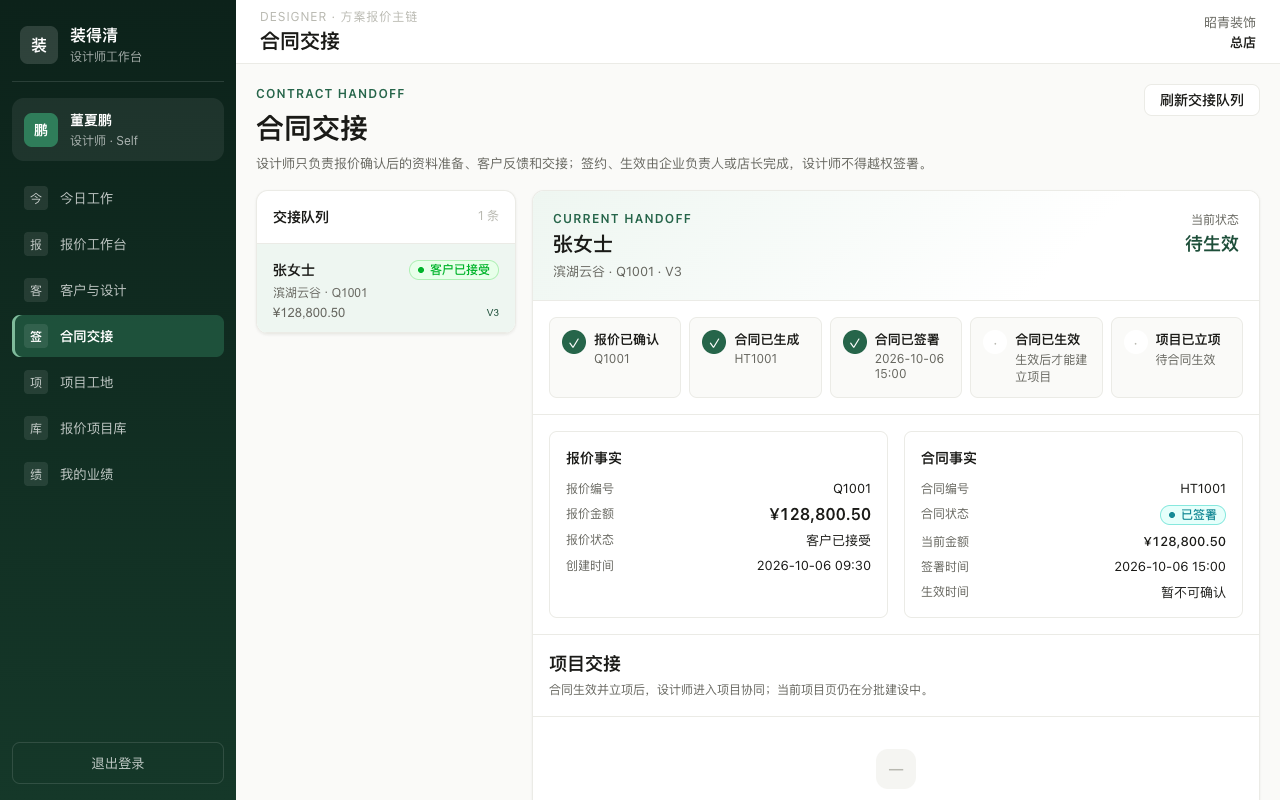 装
装得清
设计师工作台
鹏
董夏鹏
设计师 · Self
今
今日工作
报
报价工作台
客
客户与设计
签
合同交接
项
项目工地
库
报价项目库
绩
我的业绩
退出登录
DESIGNER · 方案报价主链
合同交接
昭青装饰
总店
CONTRACT HANDOFF
合同交接
设计师只负责报价确认后的资料准备、客户反馈和交接；签约、生效由企业负责人或店长完成，设计师不得越权签署。
刷新交接队列
交接队列
1 条
张女士
客户已接受
滨湖云谷 · Q1001
¥128,800.50
V3
CURRENT HANDOFF
张女士
滨湖云谷 · Q1001 · V3
当前状态
待生效
✓
报价已确认
Q1001
✓
合同已生成
HT1001
✓
合同已签署
2026-10-06
15:00
·
合同已生效
生效后才能建
立项目
·
项目已立项
待合同生效
报价事实
报价编号
Q1001
报价金额
¥128,800.50
报价状态
客户已接受
创建时间
2026-10-06 09:30
合同事实
合同编号
HT1001
合同状态
已签署
当前金额
¥128,800.50
签署时间
2026-10-06 15:00
生效时间
暂不可确认
项目交接
合同生效并立项后，设计师进入项目协同；当前项目页仍在分批建设中。
—